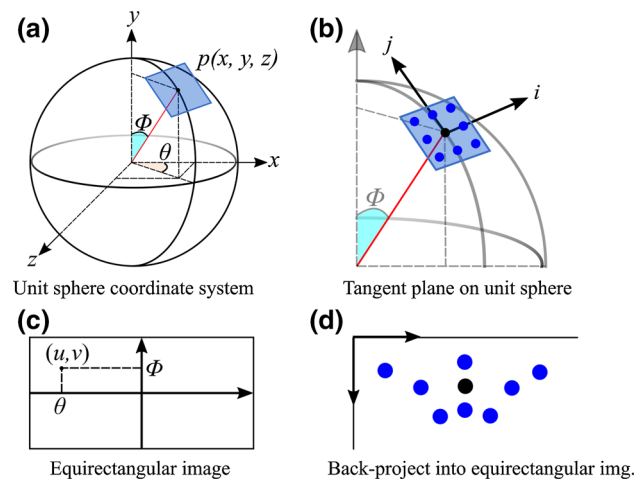 (a)
y
p(x, y, z)
Φ
θ
x
z
Unit sphere coordinate system
(b)
j
i
Φ
Tangent plane on unit sphere
(c)
(u,v)
Φ
θ
Equirectangular image
(d)
Back-project into equirectangular img.